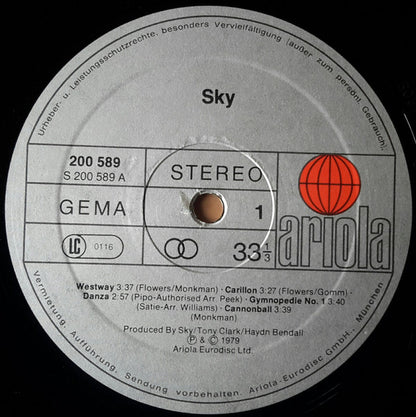 Urheber- u. Leistungsschutzrechte, besonders Vervielfältigung (außer zum persönl. Gebrauch),
Sky
200 589
S 200 589 A
STEREO
GEMA
1
LC 0116
33 1/3
ariola
Westway 3:37 (Flowers/Monkman) · Carillon 3:27 (Flowers/Gomm) ·
Danza 2:57 (Pipo-Authorised Arr. Peek) · Gymnopedie No. 1 3:40
(Satie-Arr. Williams) · Cannonball 3:39
(Monkman)
Produced By Sky/Tony Clark/Haydn Bendall
Ⓟ & © 1979
Ariola Eurodisc Ltd.
Vermietung, Aufführung, Sendung vorbehalten. Ariola-Eurodisc GmbH. · München